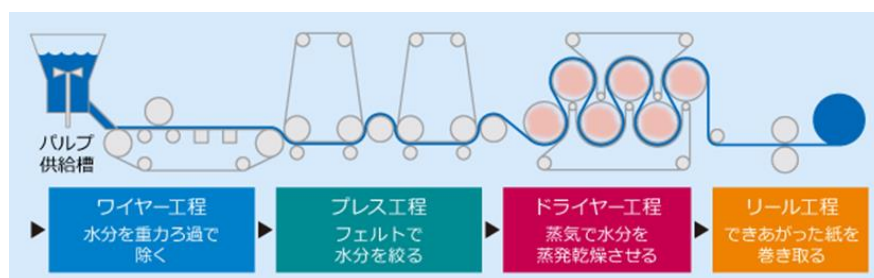 パルプ
供給槽
ワイヤー工程
水分を重力ろ過で
除く
プレス工程
フェルトで
水分を絞る
ドライヤー工程
蒸気で水分を
蒸発乾燥させる
リール工程
できあがった紙を
巻き取る